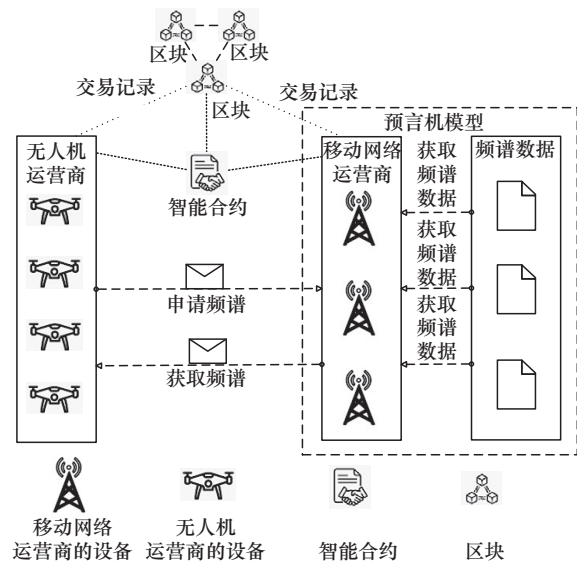 区块
区块
交易记录
交易记录
区块
预言机模型
无人机
运营商
移动网络
运营商
获取
频谱
数据
频谱数据
智能合约
获取
频谱
数据
申请频谱
获取
频谱
数据
获取频谱
移动网络
运营商的设备
无人机
运营商的设备
智能合约
区块